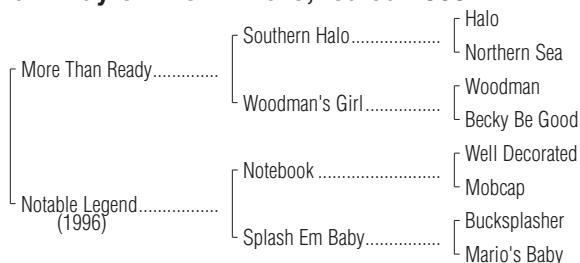 Halo
Southern Halo
Northern Sea
More Than Ready
Woodman
Woodman's Girl
Becky Be Good
Well Decorated
Notebook
Mobcap
Notable Legend
(1996)
Bucksplasher
Splash Em Baby
Mario's Baby